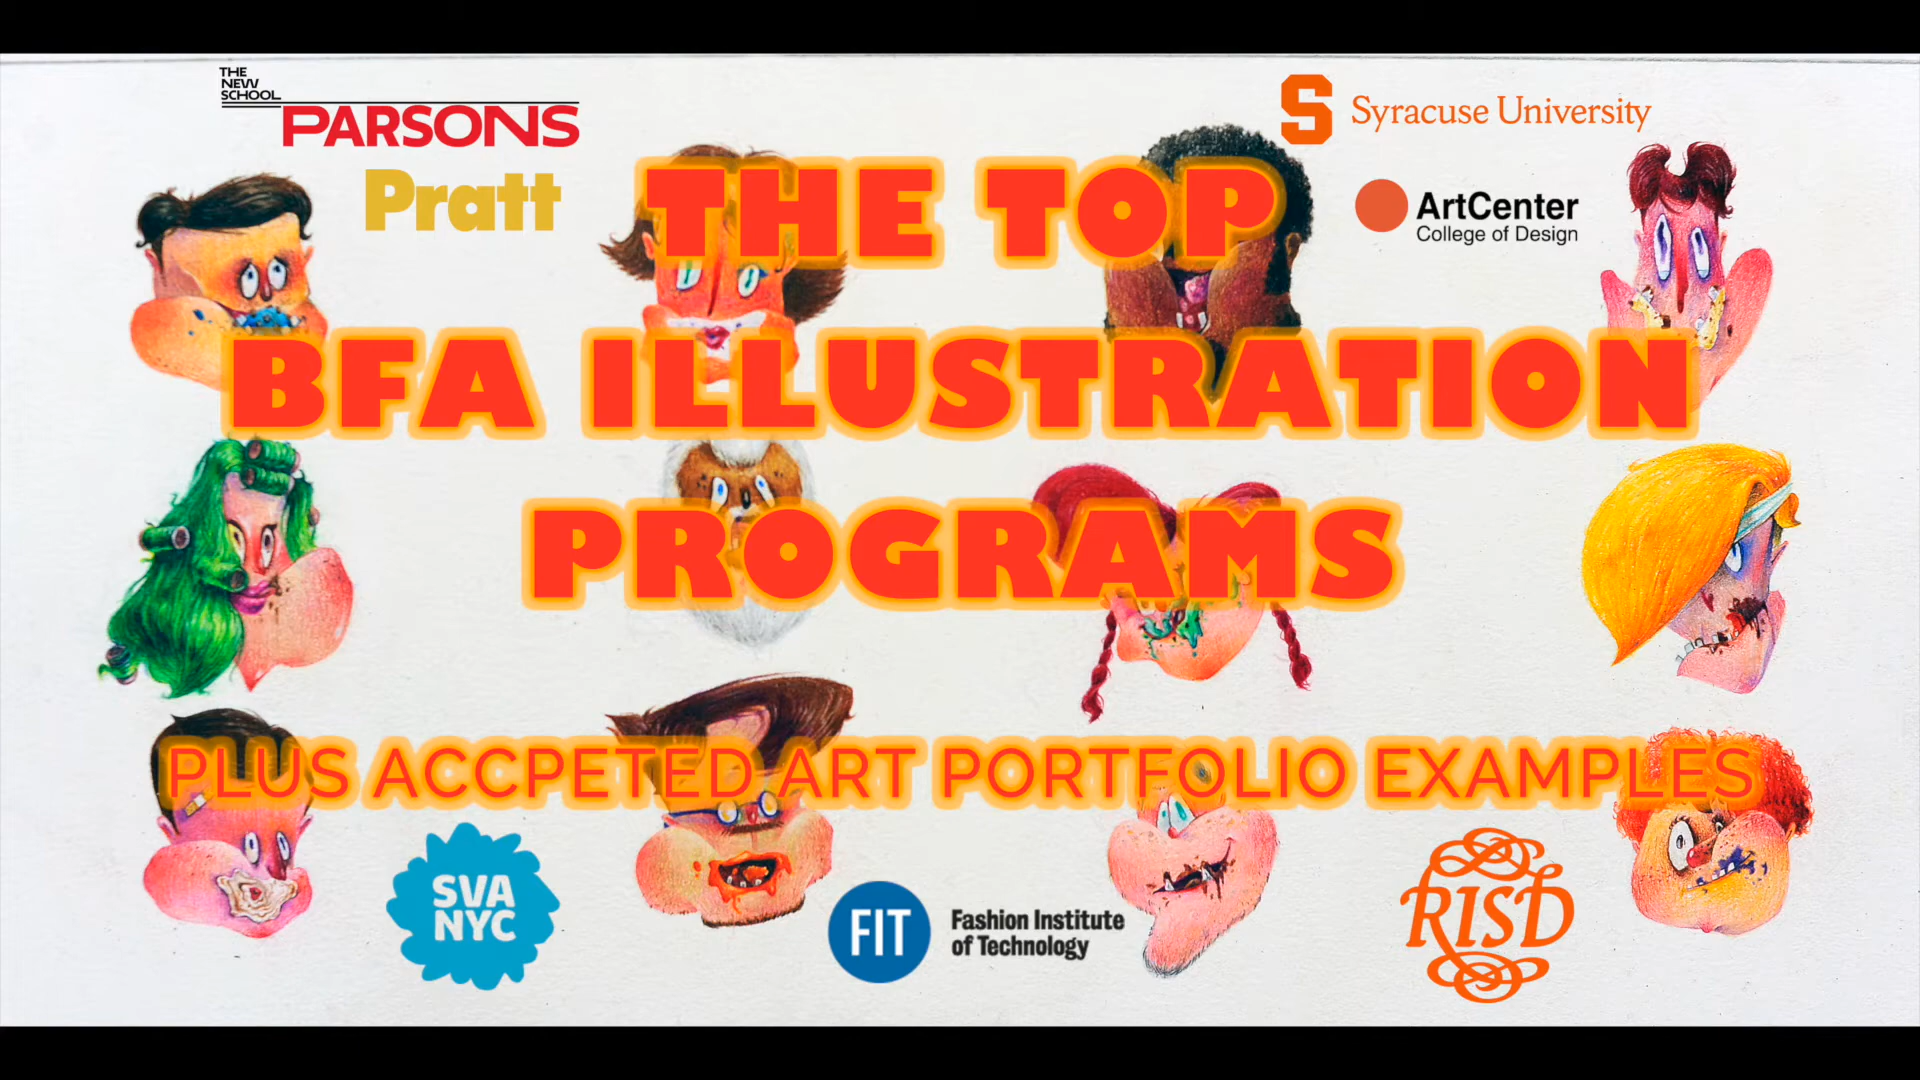 THE
NEW
SCHOOL
PARSONS
Pratt
S Syracuse University
ArtCenter
College of Design
THE TOP
BFA ILLUSTRATION
PROGRAMS
PLUS ACCPETED ART PORTFOLIO EXAMPLES
SVA
NYC
FIT
Fashion Institute
of Technology
RISD